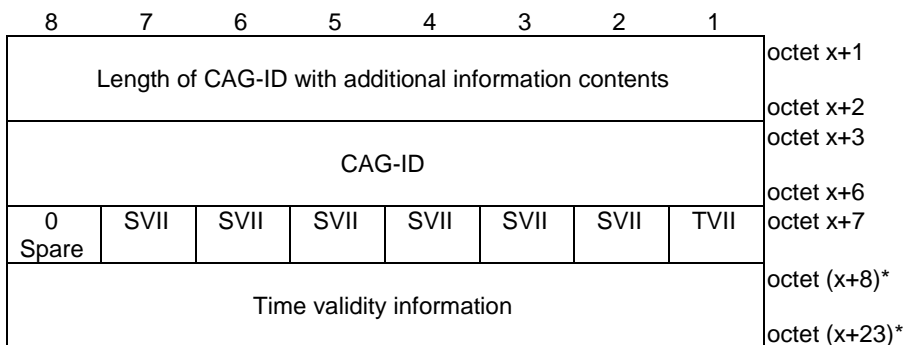 8 7 6 5 4 3 2 1
octet x+1
Length of CAG-ID with additional information contents
octet x+2
octet x+3
CAG-ID
octet x+6
0 SVII SVII SVII SVII SVII SVII TVII octet x+7
Spare
octet (x+8)*
Time validity information
octet (x+23)*